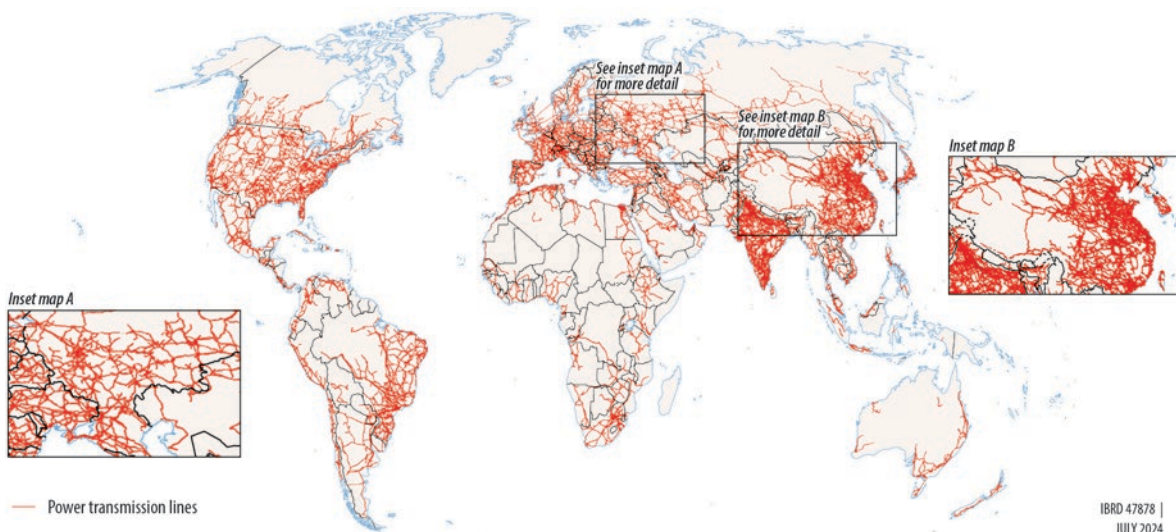 See inset map A
for more detail
See inset map B
for more detail
Inset map B
Inset map A
Power transmission lines
IBRD 47878 |
JULY 2024